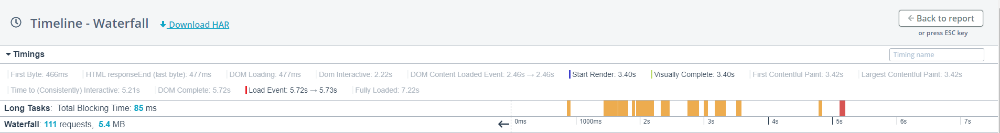 Timeline - Waterfall Download HAR
← Back to report
or press ESC key
Timings
Timing name
First Byte: 466ms HTML responseEnd (last byte): 477ms DOM Loading: 477ms Dom Interactive: 2.22s DOM Content Loaded Event: 2.46s → 2.46s Start Render: 3.40s Visually Complete: 3.40s First Contentful Paint: 3.42s Largest Contentful Paint: 3.42s
Time to (Consistently) Interactive: 5.21s DOM Complete: 5.72s Load Event: 5.72s → 5.73s Fully Loaded: 7.22s
Long Tasks: Total Blocking Time: 85 ms
Waterfall: 111 requests, 5.4 MB ← 0ms 1000ms 2s 3s 4s 5s 6s 7s